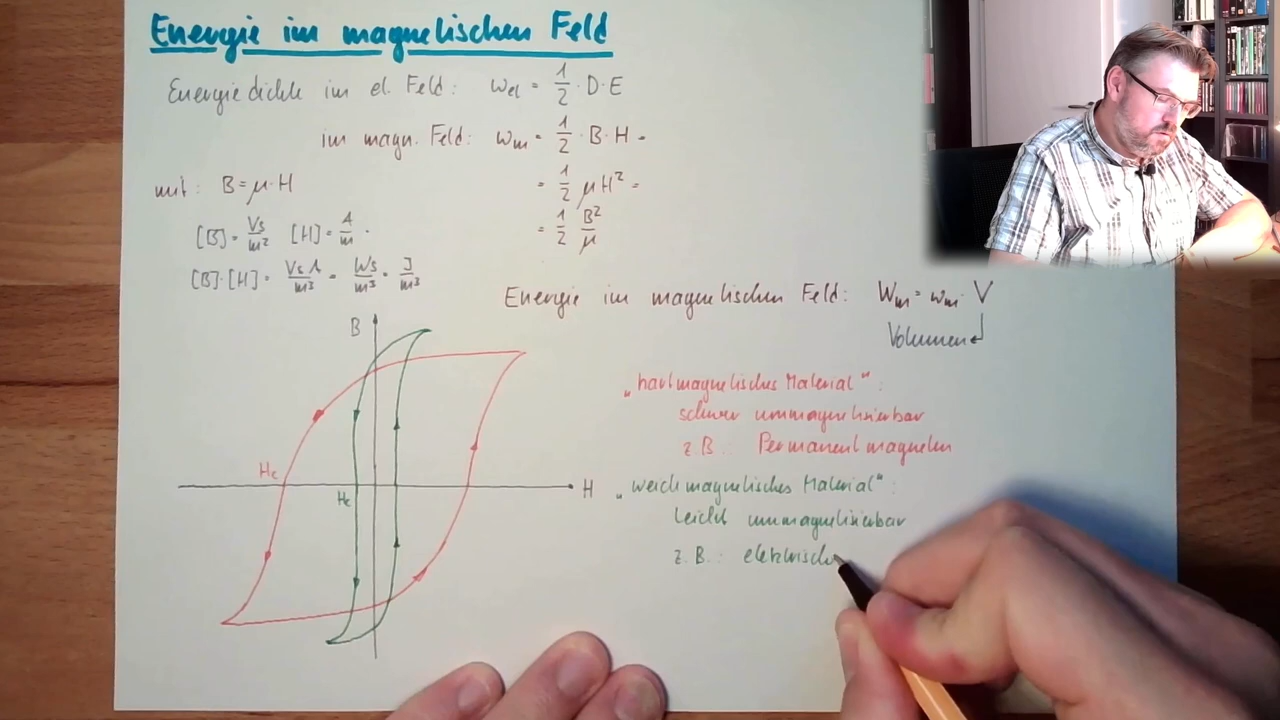 Energie im magnetischen Feld
Energiedichte im el. Feld: wel = 1/2 · D · E
im magn. Feld: wm = 1/2 · B · H =
mit: B = μ · H
= 1/2 μH² =
[B] = Vs/m² [H] = A/m ·
= 1/2 B²/μ
[B]·[H] = VsA/m³ = Ws/m³ = J/m³
Energie im magnetischen Feld: Wm = wm · V
Volumen
B
„hartmagnetisches Material“:
schwer ummagnetisierbar
z.B. Permanentmagneten
Hc
H
Hc
„weichmagnetisches Material“:
leicht ummagnetisierbar
z.B.: elektrische